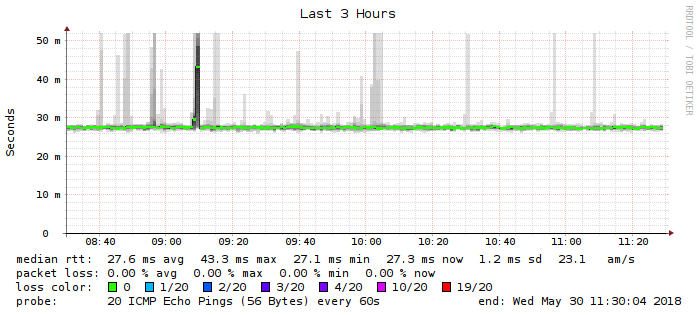 Last 3 Hours
RRDTOOL / TOBI OETIKER
Seconds
50 m
40 m
30 m
20 m
10 m
0
08:40 09:00 09:20 09:40 10:00 10:20 10:40 11:00 11:20
median rtt: 27.6 ms avg 43.3 ms max 27.1 ms min 27.3 ms now 1.2 ms sd 23.1 am/s
packet loss: 0.00 % avg 0.00 % max 0.00 % min 0.00 % now
loss color: 0 1/20 2/20 3/20 4/20 10/20 19/20
probe: 20 ICMP Echo Pings (56 Bytes) every 60s end: Wed May 30 11:30:04 2018